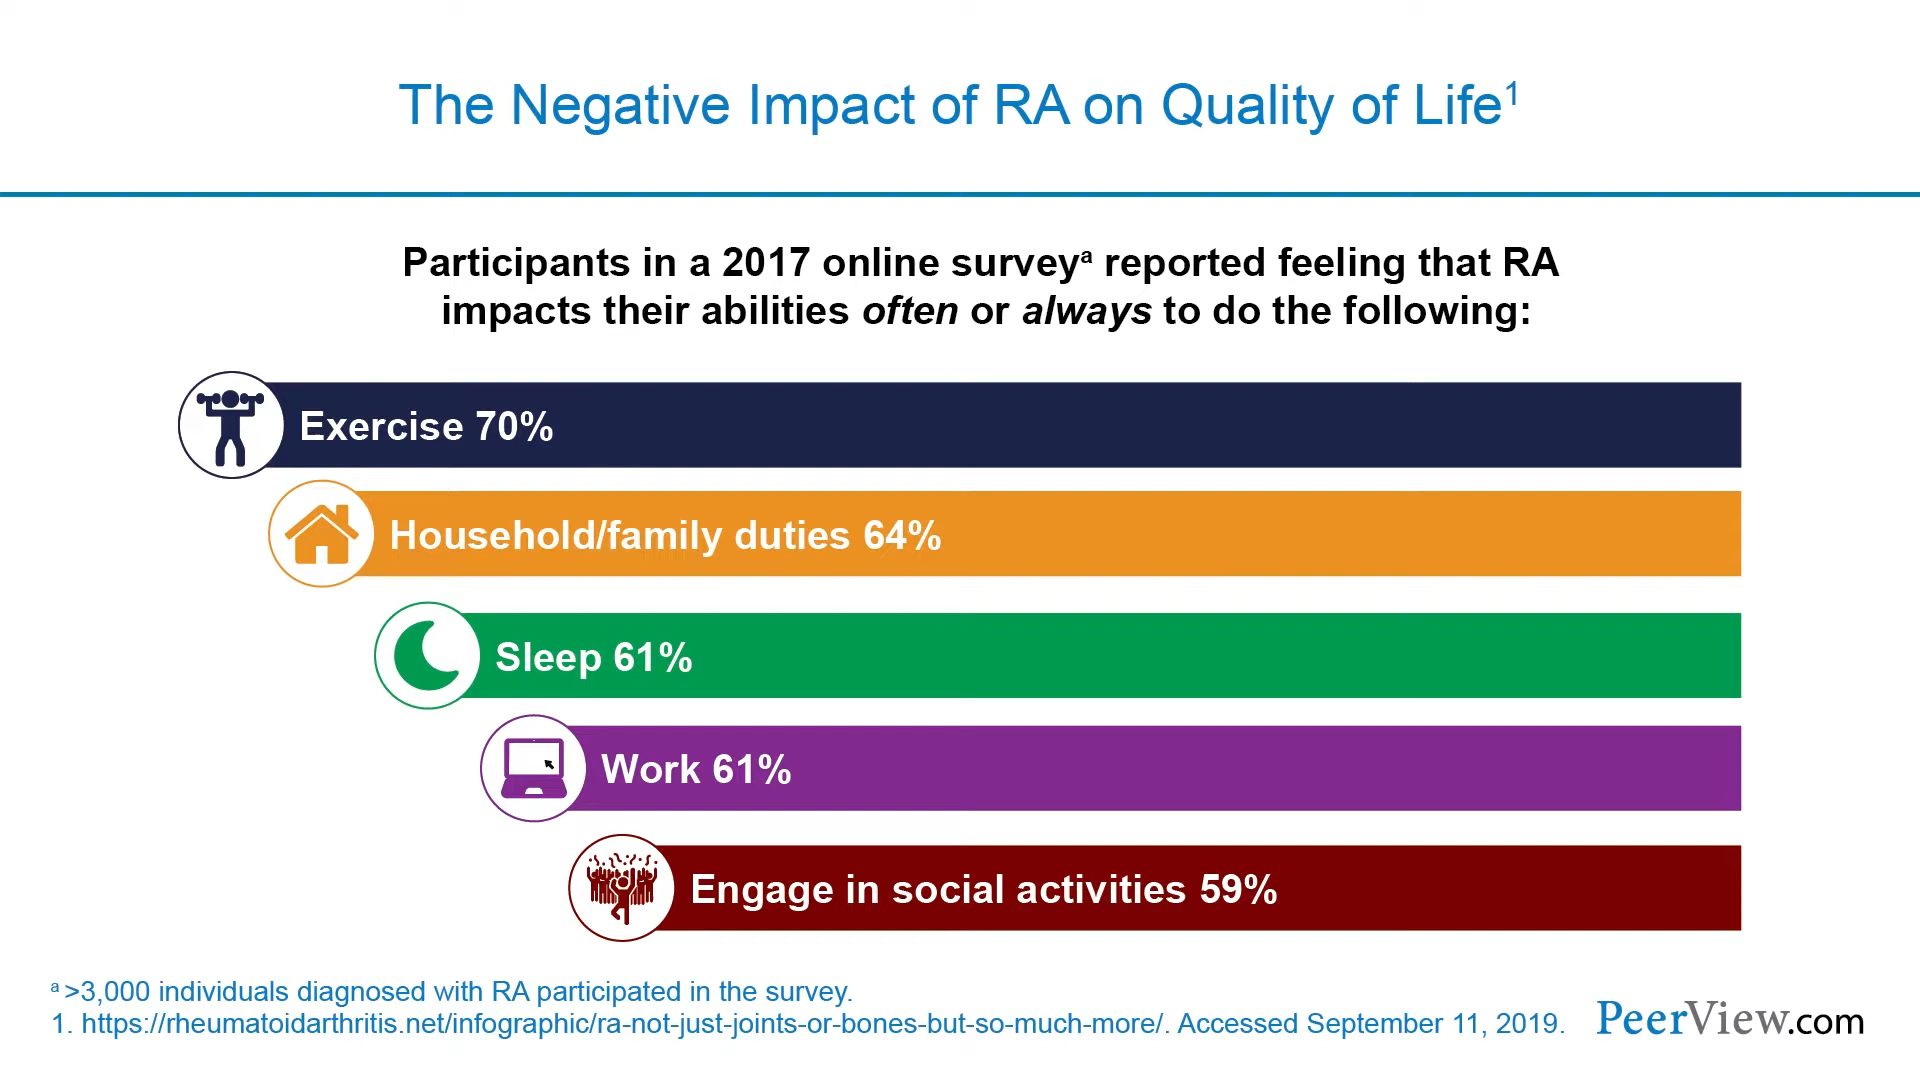 The Negative Impact of RA on Quality of Life¹
Participants in a 2017 online surveyᵃ reported feeling that RA
impacts their abilities often or always to do the following:
Exercise 70%
Household/family duties 64%
Sleep 61%
Work 61%
Engage in social activities 59%
ᵃ >3,000 individuals diagnosed with RA participated in the survey.
1. https://rheumatoidarthritis.net/infographic/ra-not-just-joints-or-bones-but-so-much-more/. Accessed September 11, 2019.
PeerView.com